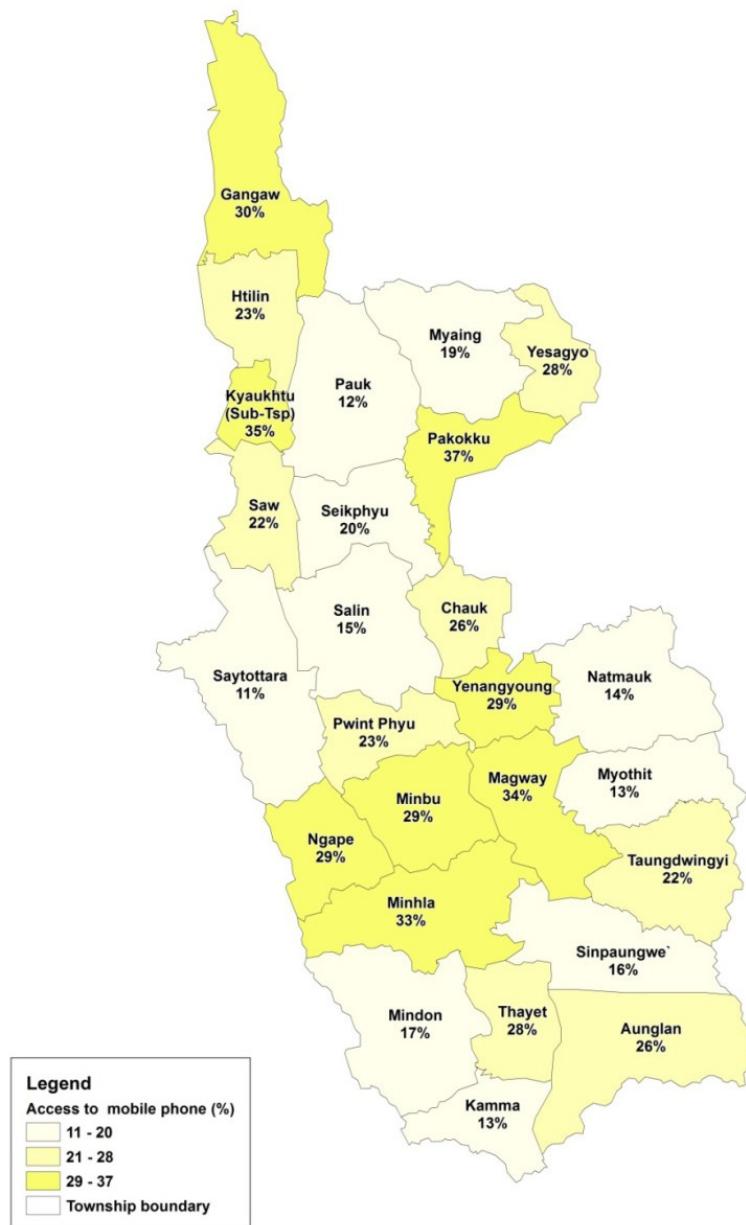 Gangaw
30%
Htilin
23%
Myaing
19%
Yesagyo
28%
Pauk
12%
Kyaukhtu
(Sub-Tsp)
35%
Pakokku
37%
Saw
22%
Seikphyu
20%
Salin
15%
Chauk
26%
Saytottara
11%
Natmauk
14%
Yenangyoung
29%
Pwint Phyu
23%
Magway
34%
Myothit
13%
Minbu
29%
Ngape
29%
Taungdwingyi
22%
Minhla
33%
Sinpaungwe`
16%
Mindon
17%
Thayet
28%
Aunglan
26%
Kamma
13%
Legend
Access to mobile phone (%)
11 - 20
21 - 28
29 - 37
Township boundary